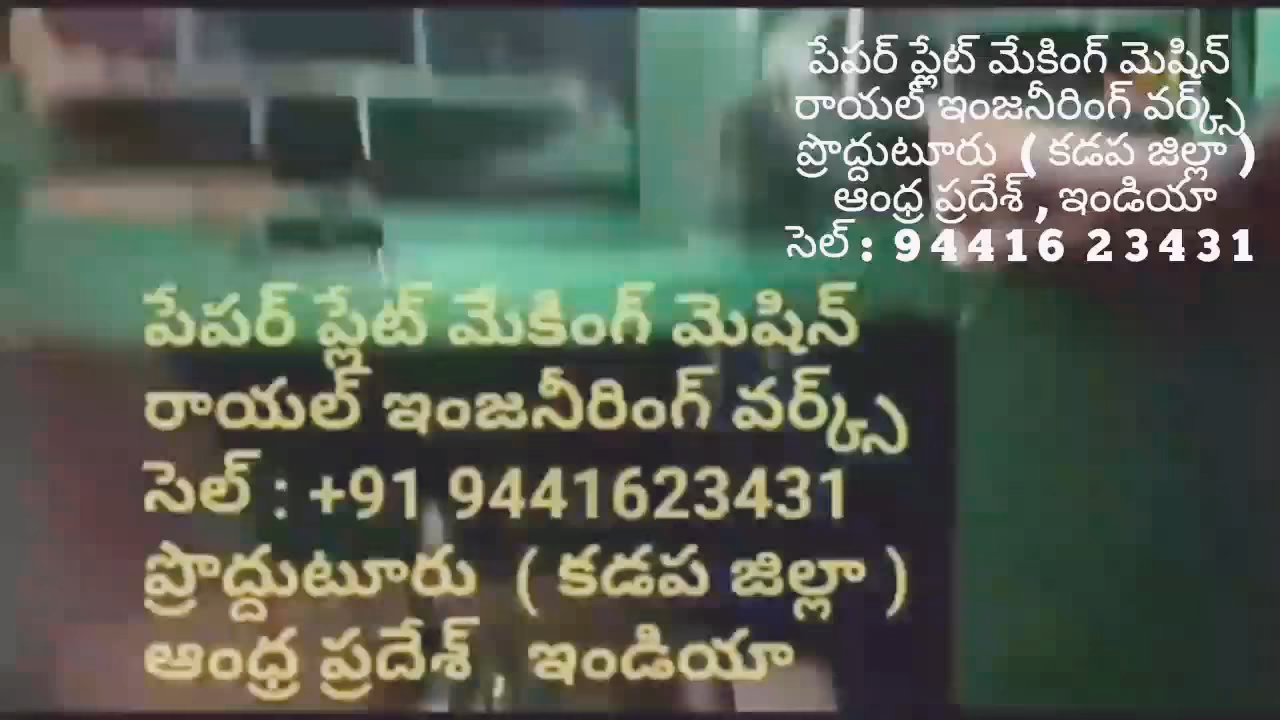 పేపర్ ప్లేట్ మేకింగ్ మెషిన్
రాయల్ ఇంజనీరింగ్ వర్క్స్
ప్రొద్దుటూరు ( కడప జిల్లా )
ఆంధ్ర ప్రదేశ్ , ఇండియా
సెల్ : 94416 23431
పేపర్ ప్లేట్ మేకింగ్ మెషిన్
రాయల్ ఇంజనీరింగ్ వర్క్స్
సెల్ : +91 9441623431
ప్రొద్దుటూరు ( కడప జిల్లా )
ఆంధ్ర ప్రదేశ్ , ఇండియా